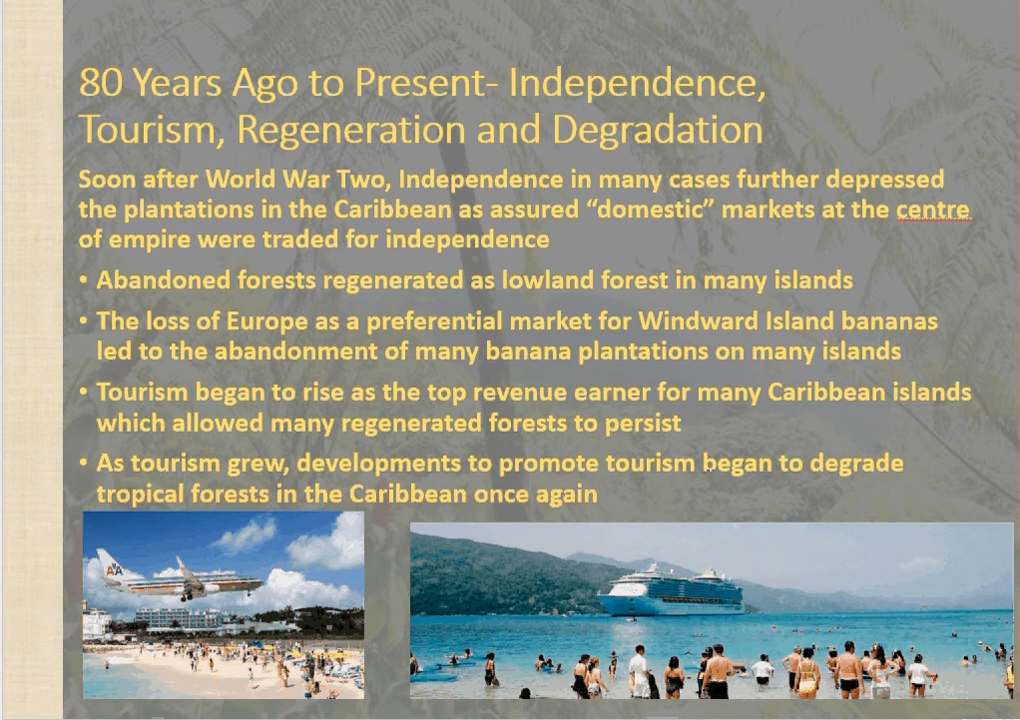 80 Years Ago to Present- Independence,
Tourism, Regeneration and Degradation
Soon after World War Two, Independence in many cases further depressed
the plantations in the Caribbean as assured “domestic” markets at the centre
of empire were traded for independence
• Abandoned forests regenerated as lowland forest in many islands
• The loss of Europe as a preferential market for Windward Island bananas
led to the abandonment of many banana plantations on many islands
• Tourism began to rise as the top revenue earner for many Caribbean islands
which allowed many regenerated forests to persist
• As tourism grew, developments to promote tourism began to degrade
tropical forests in the Caribbean once again
AA